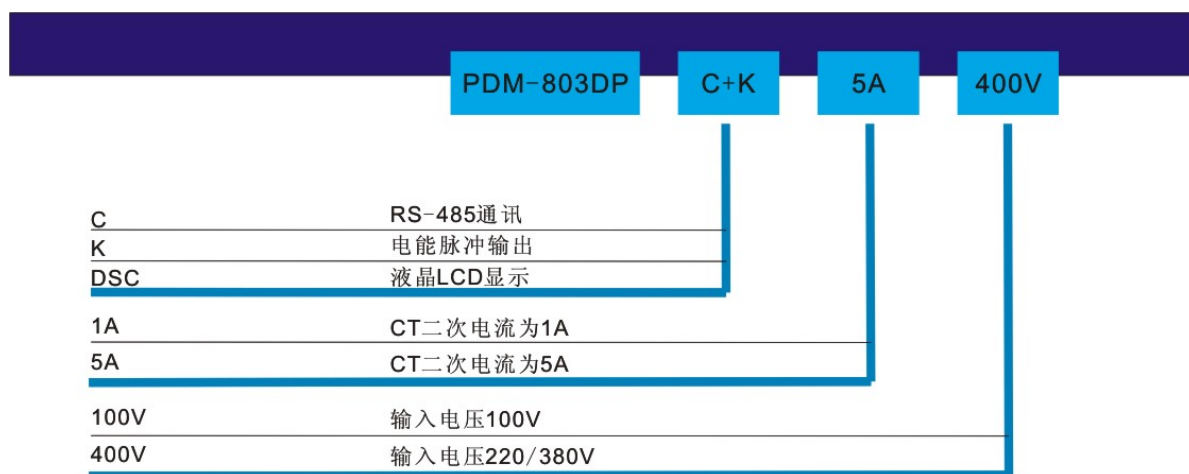 PDM-803DP C+K 5A 400V
C RS-485通讯
K 电能脉冲输出
DSC 液晶LCD显示
1A CT二次电流为1A
5A CT二次电流为5A
100V 输入电压100V
400V 输入电压220/380V